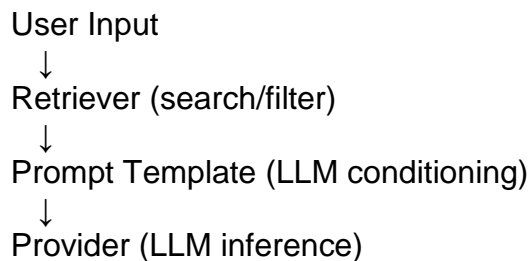 User Input
↓
Retriever (search/filter)
↓
Prompt Template (LLM conditioning)
↓
Provider (LLM inference)